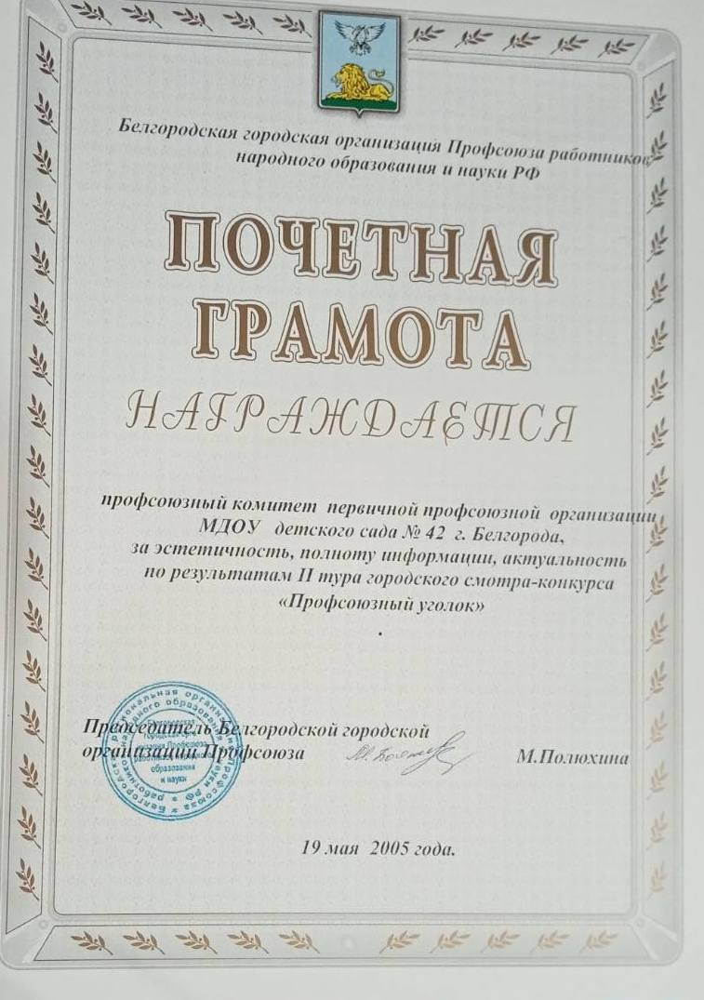 Белгородская городская организация Профсоюза работников
народного образования и науки РФ
ПОЧЕТНАЯ
ГРАМОТА
НАГРАЖДАЕТСЯ
профсоюзный комитет первичной профсоюзной организации
МДОУ детского сада № 42 г. Белгорода,
за эстетичность, полноту информации, актуальность
по результатам II тура городского смотра-конкурса
«Профсоюзный уголок»
.
Председатель Белгородской городской
организации Профсоюза М.Полюхина
образования
и науки
19 мая 2005 года.